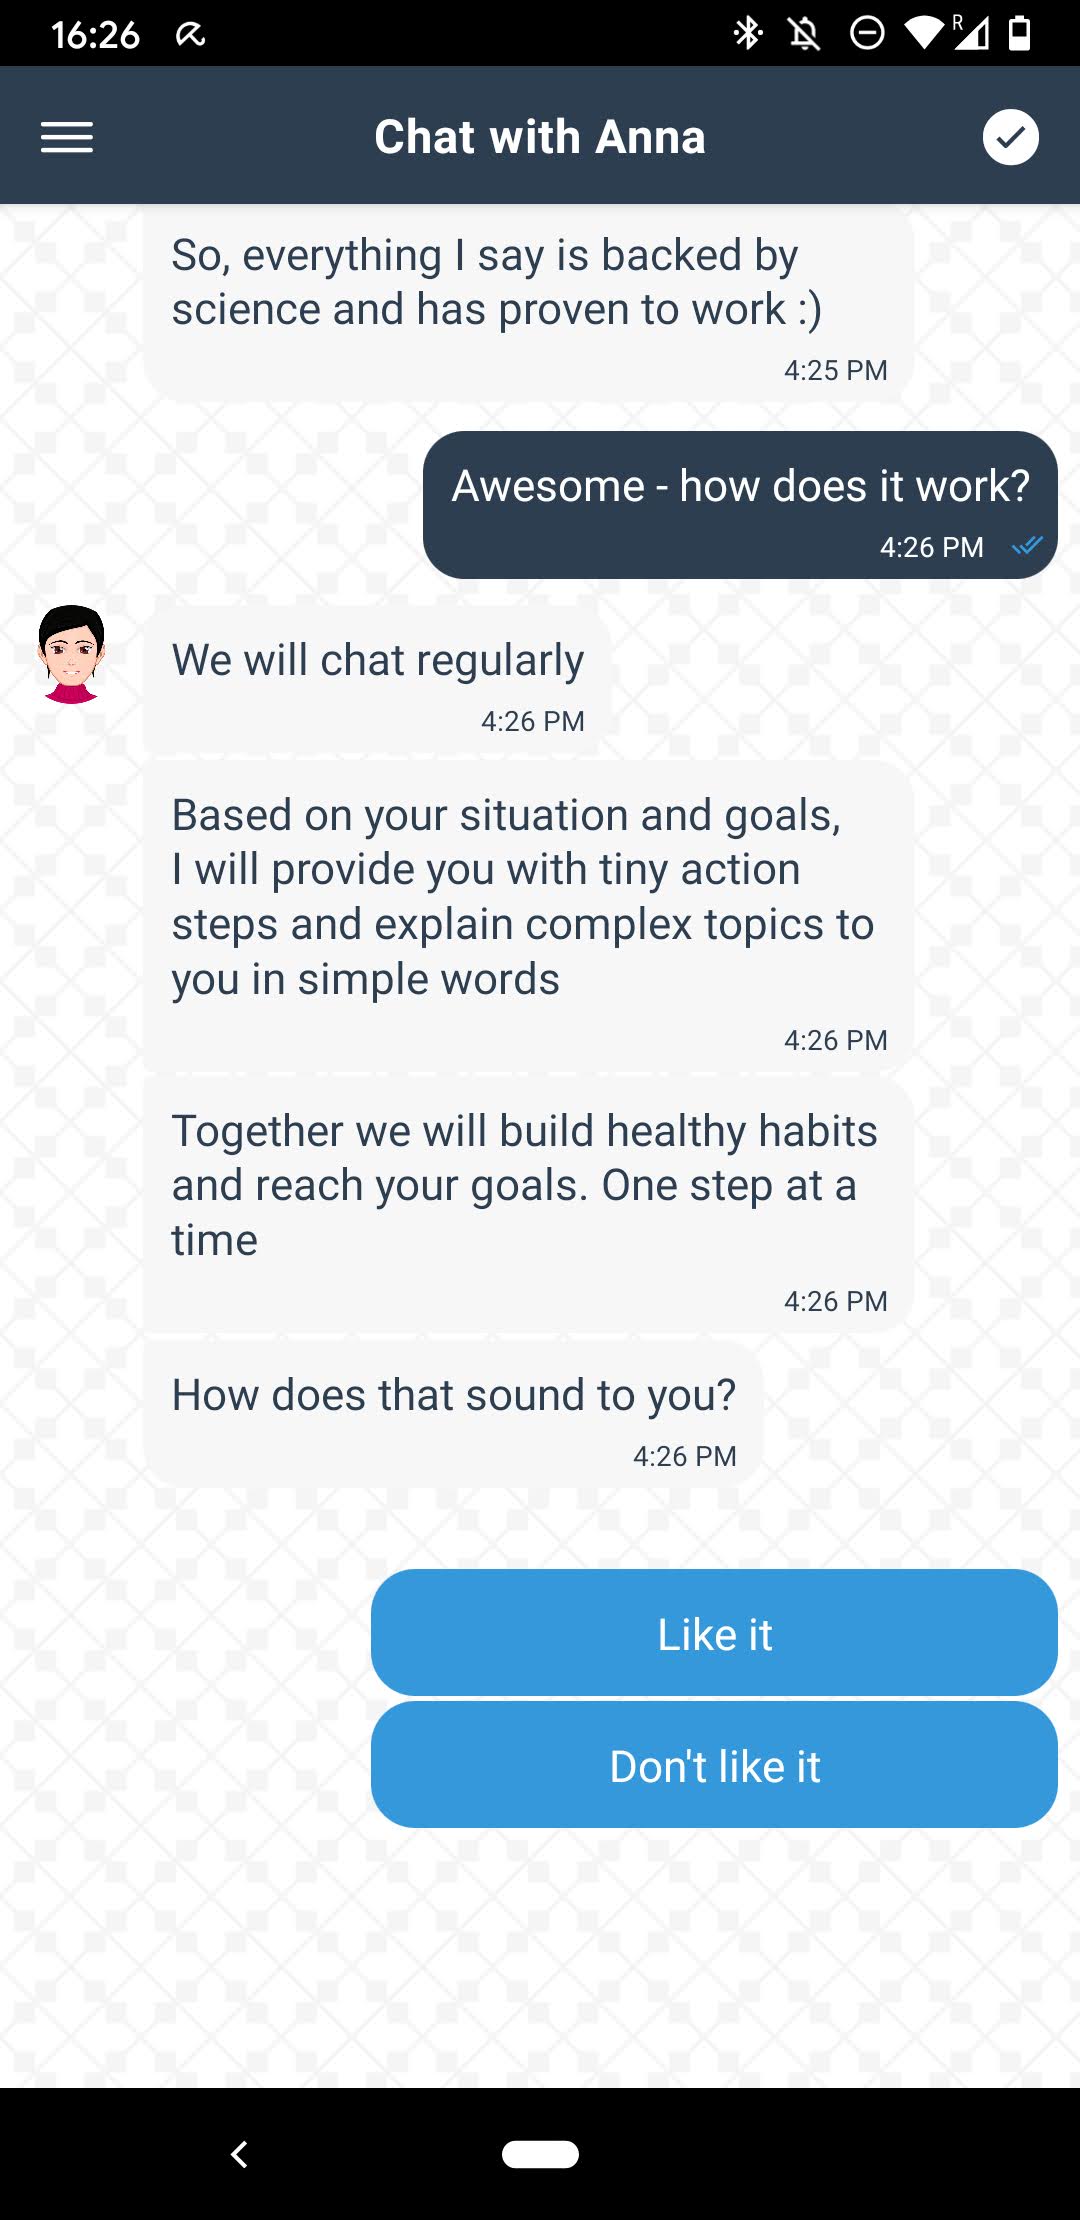 16:26
R
Chat with Anna
So, everything I say is backed by
science and has proven to work :)
4:25 PM
Awesome - how does it work?
4:26 PM
We will chat regularly
4:26 PM
Based on your situation and goals,
I will provide you with tiny action
steps and explain complex topics to
you in simple words
4:26 PM
Together we will build healthy habits
and reach your goals. One step at a
time
4:26 PM
How does that sound to you?
4:26 PM
Like it
Don't like it